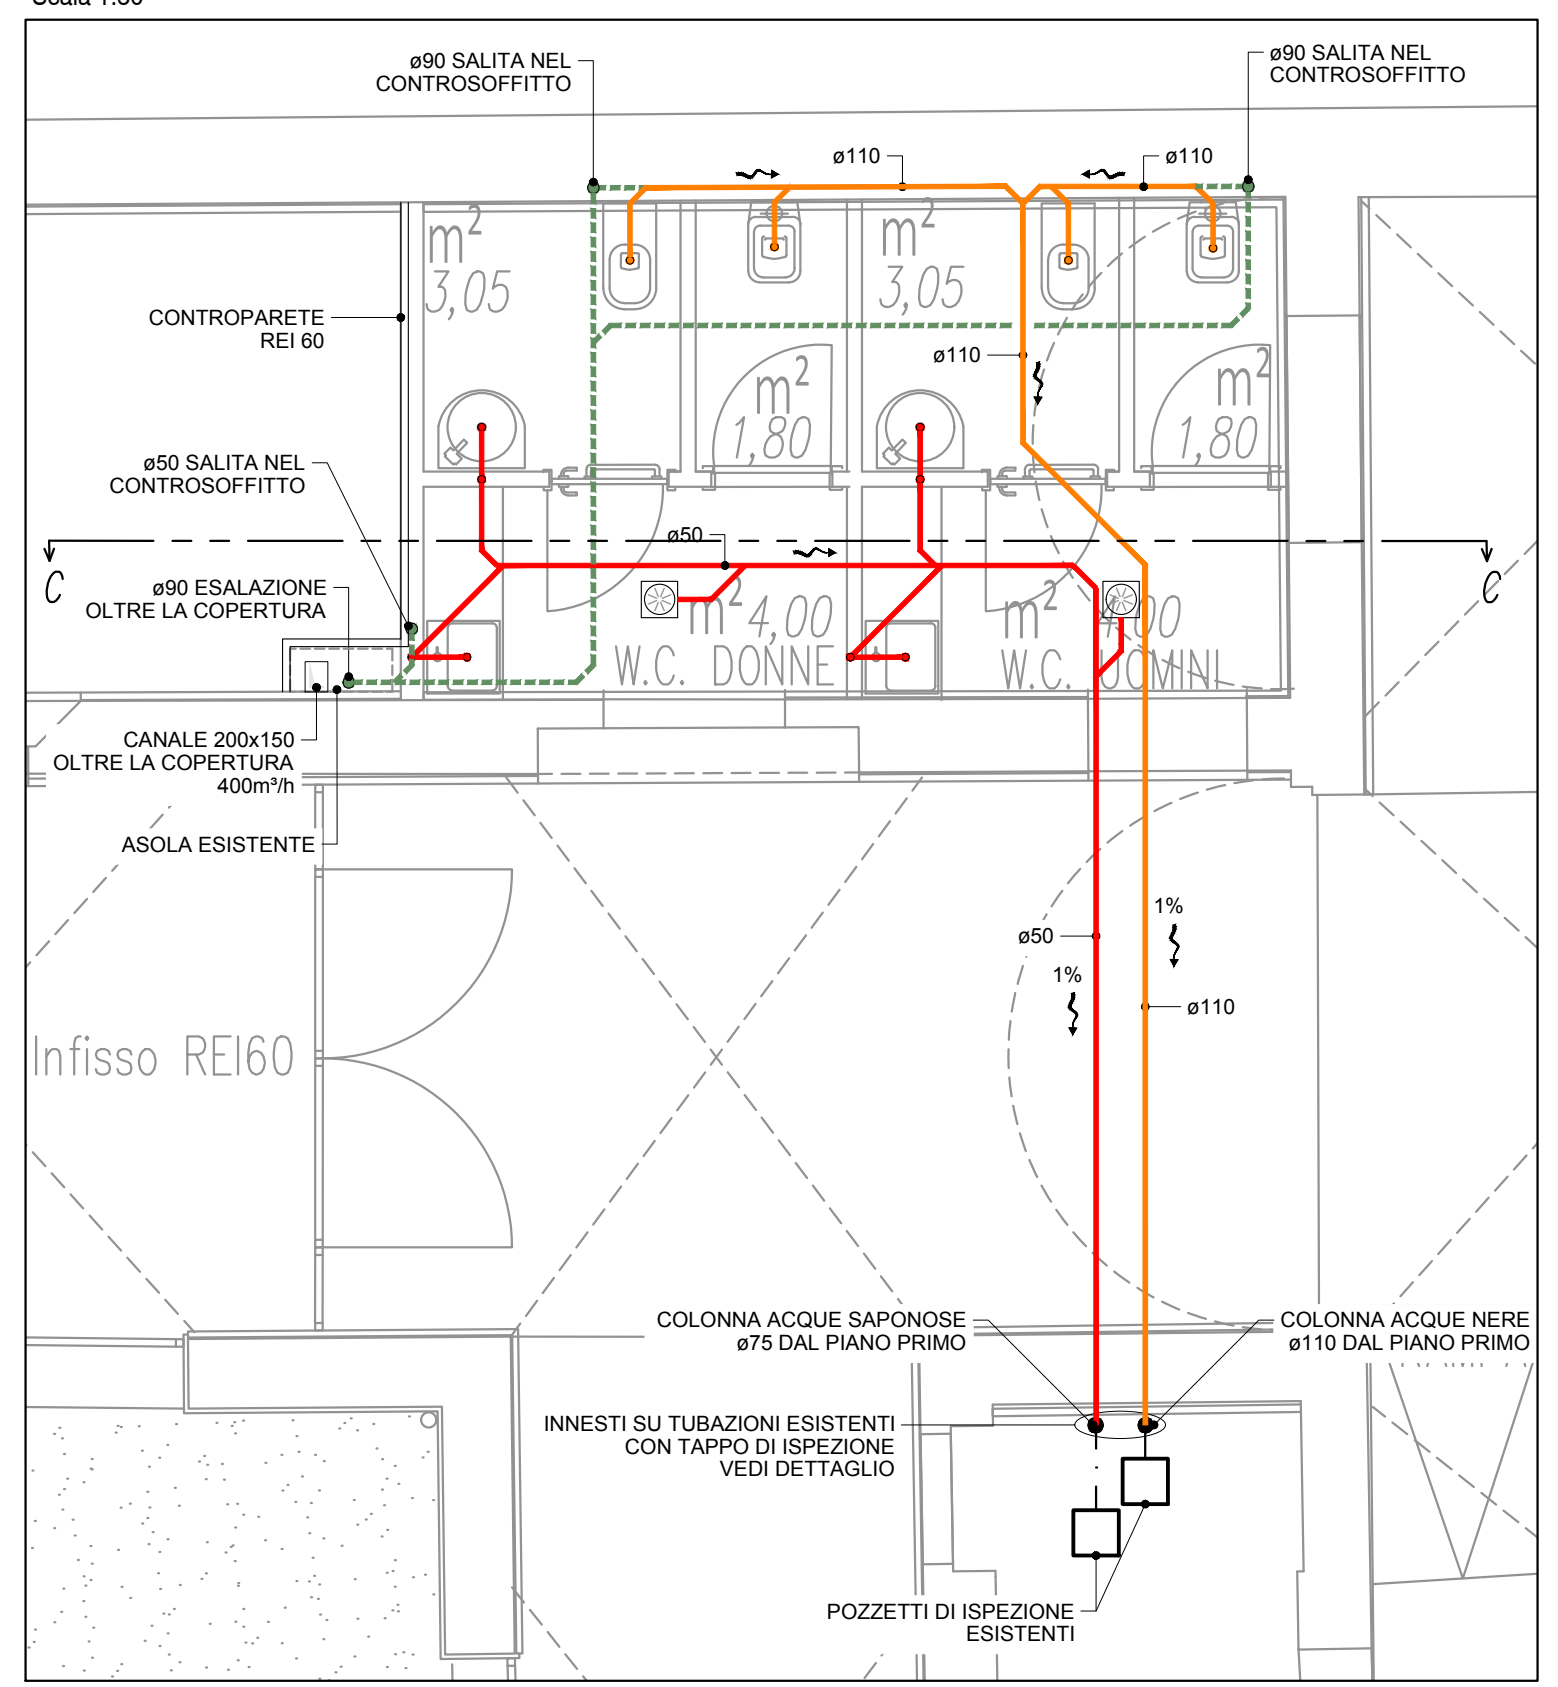 ø90 SALITA NEL
CONTROSOFFITTO
ø90 SALITA NEL
CONTROSOFFITTO
ø110
ø110
m²
3,05
m²
3,05
CONTROPARETE
REI 60
ø110
m²
1,80
m²
1,80
ø50 SALITA NEL
CONTROSOFFITTO
ø50
C
C
ø90 ESALAZIONE
OLTRE LA COPERTURA
m² 4,00
W.C. DONNE
m² 4,00
W.C. UOMINI
CANALE 200x150
OLTRE LA COPERTURA
400m³/h
ASOLA ESISTENTE
1%
ø50
1%
ø110
Infisso REI60
COLONNA ACQUE SAPONOSE
ø75 DAL PIANO PRIMO
COLONNA ACQUE NERE
ø110 DAL PIANO PRIMO
INNESTI SU TUBAZIONI ESISTENTI
CON TAPPO DI ISPEZIONE
VEDI DETTAGLIO
POZZETTI DI ISPEZIONE
ESISTENTI